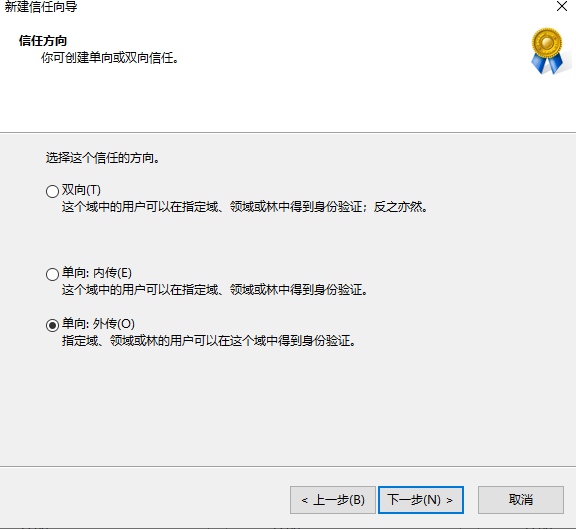 新建信任向导
信任方向
你可创建单向或双向信任。
选择这个信任的方向。
双向(T)
这个域中的用户可以在指定域、领域或林中得到身份验证；反之亦然。
单向: 内传(E)
这个域中的用户可以在指定域、领域或林中得到身份验证。
单向: 外传(O)
指定域、领域或林的用户可以在这个域中得到身份验证。
< 上一步(B) 下一步(N) > 取消